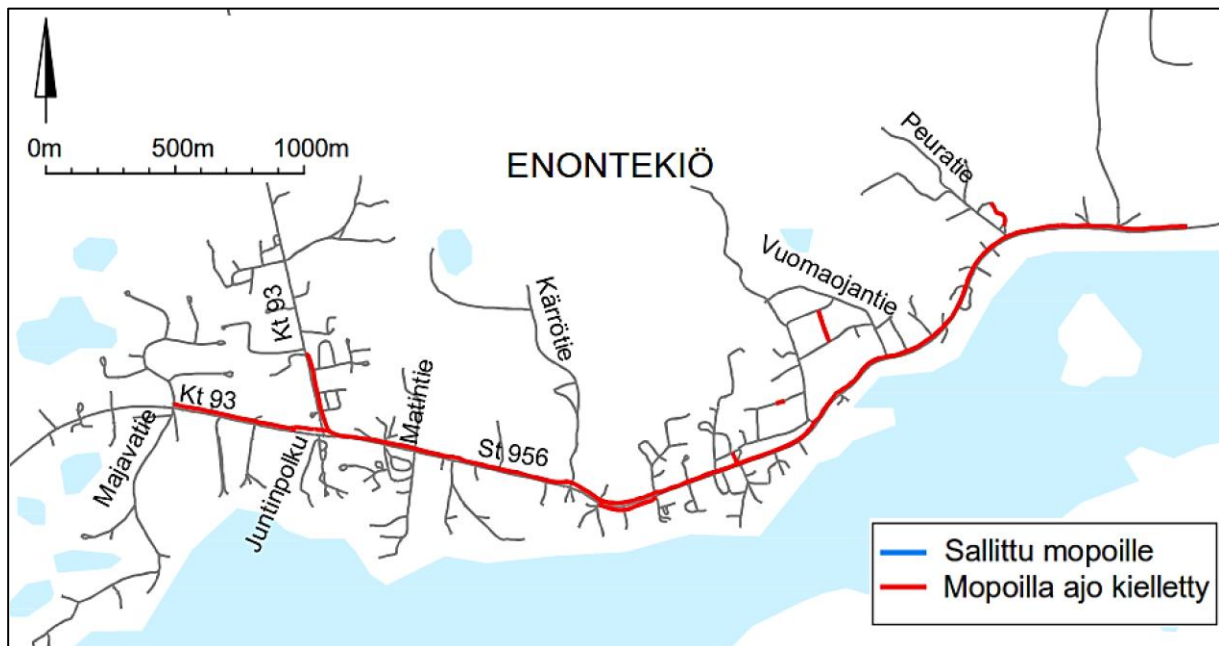 0m 500m 1000m
ENONTEKIÖ
Peuratie
Vuomaojantie
Kärrötie
Kt 93
Kt 93
Matintie
St 956
Majavatie
Juntinpolku
Sallittu mopoille
Mopoilla ajo kielletty